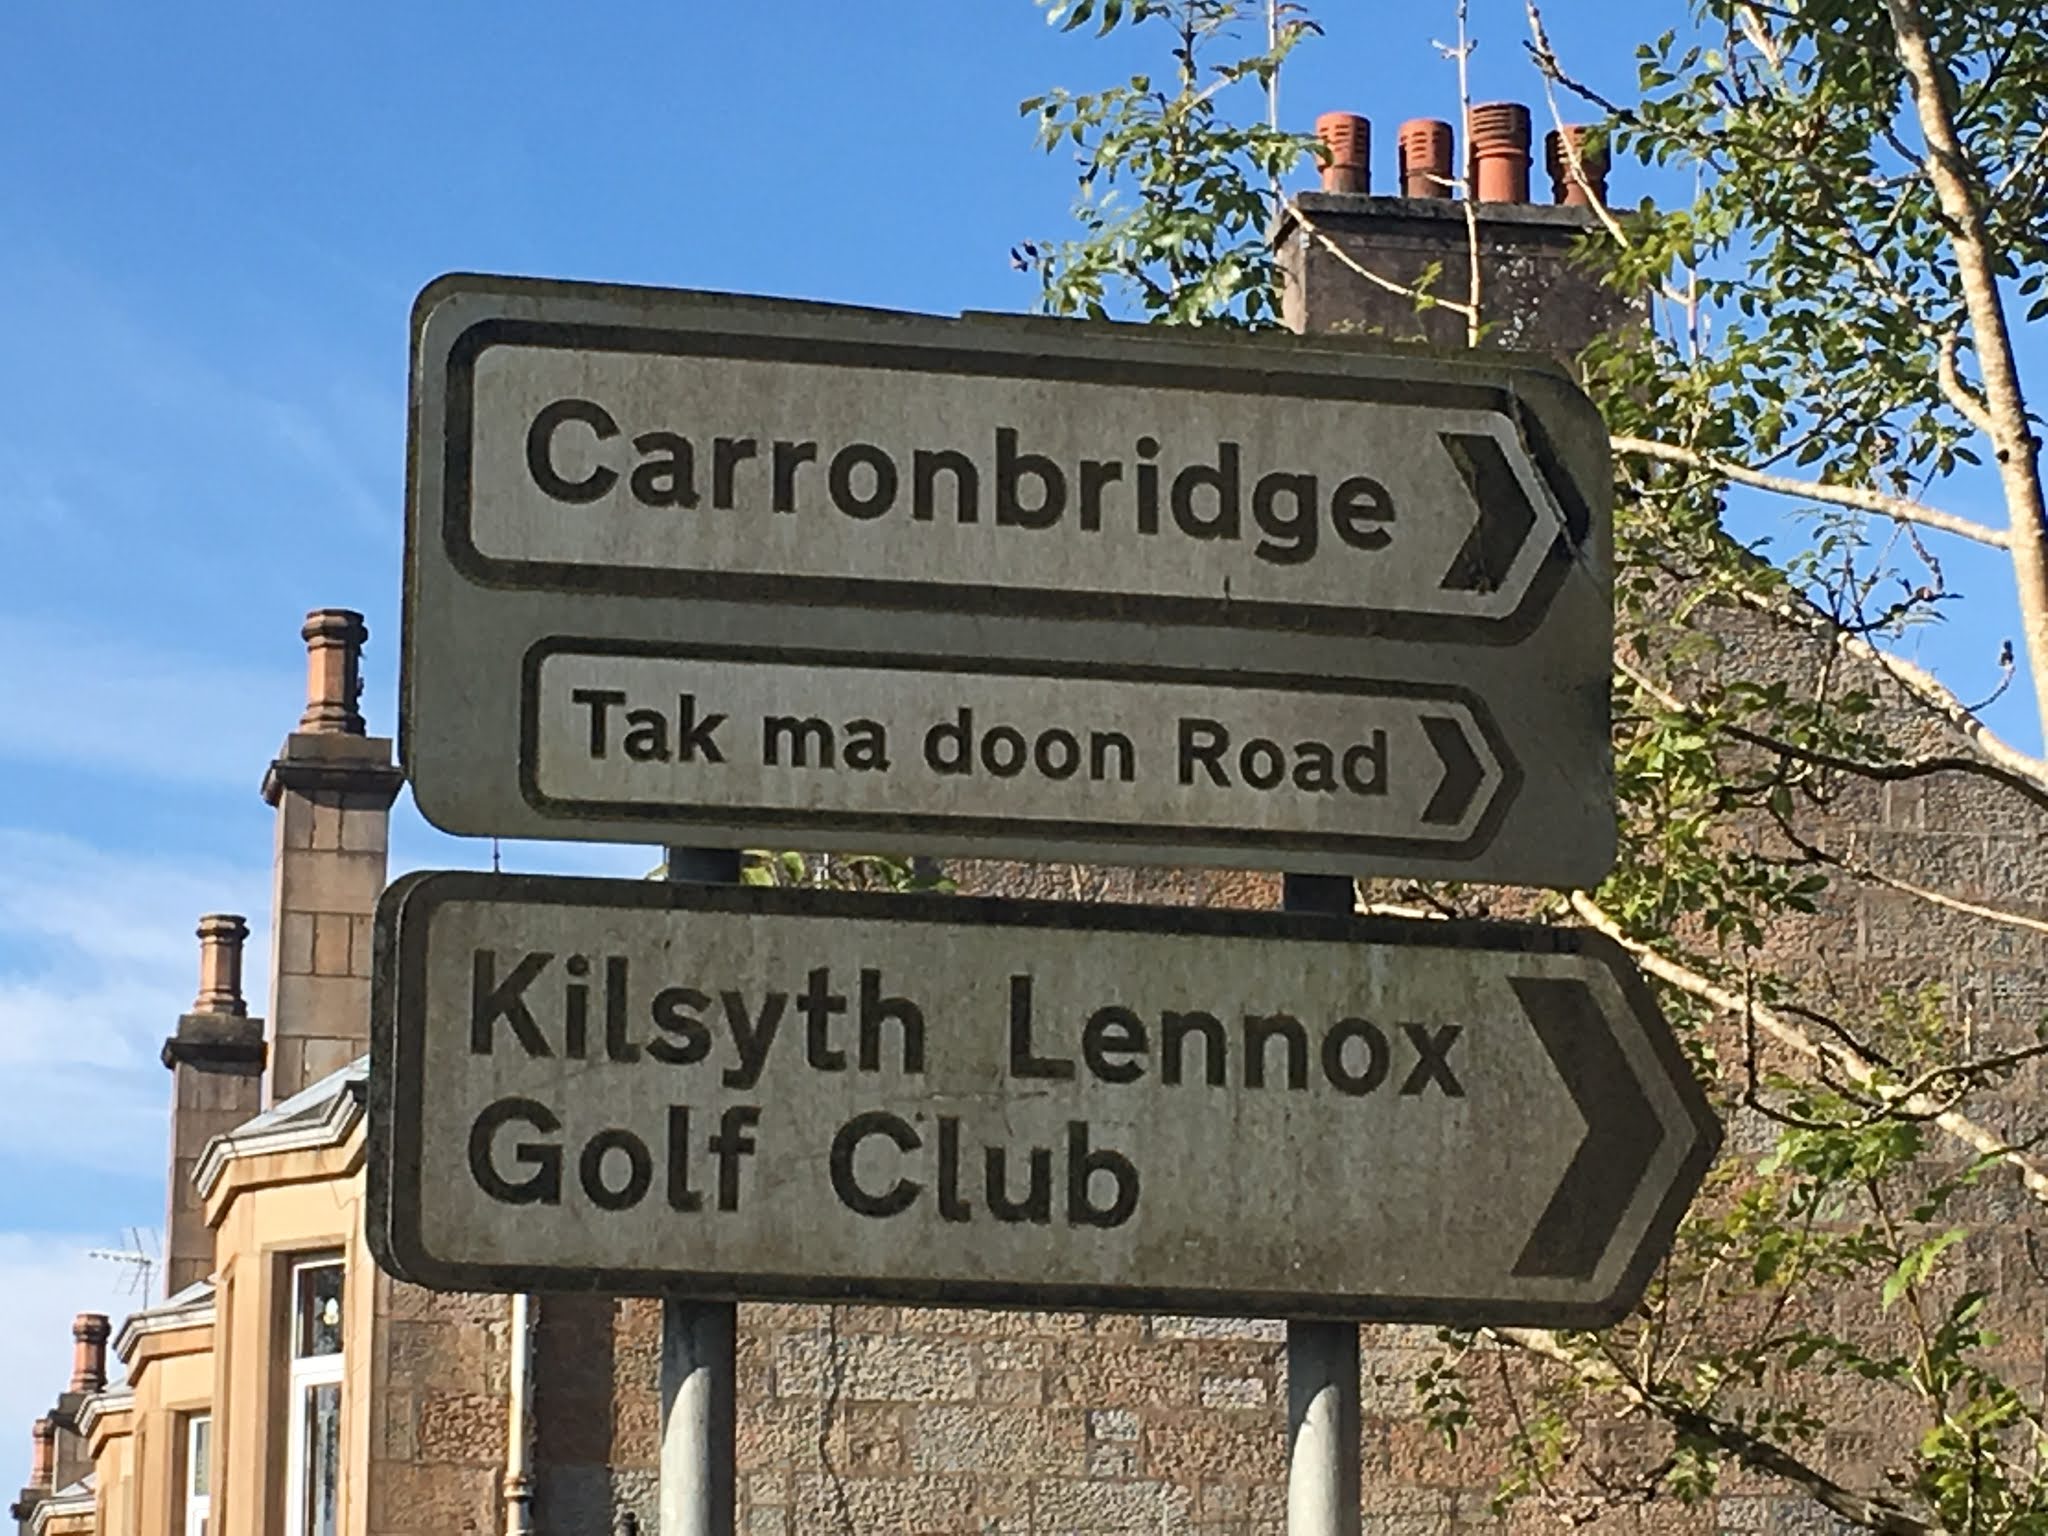 Carronbridge
Tak ma doon Road
Kilsyth Lennox
Golf Club